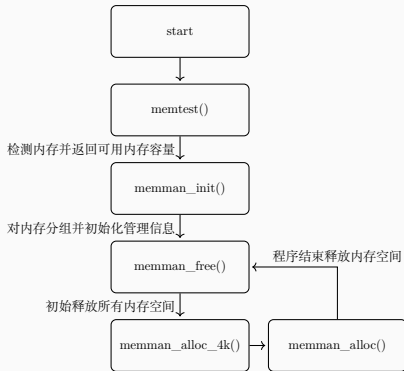 start
memtest()
检测内存并返回可用内存容量
memman_init()
对内存分组并初始化管理信息
程序结束释放内存空间
memman_free()
初始释放所有内存空间
memman_alloc_4k()
memman_alloc()